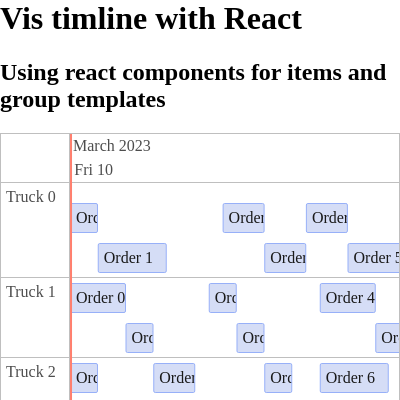 Vis timline with React
Using react components for items and
group templates
March 2023
Fri 10
Truck 0
Ord
Order
Order
Order 1
Order
Order 5
Truck 1
Order 0
Ord
Order 4
Ord
Ord
Or
Truck 2
Ord
Order
Ord
Order 6